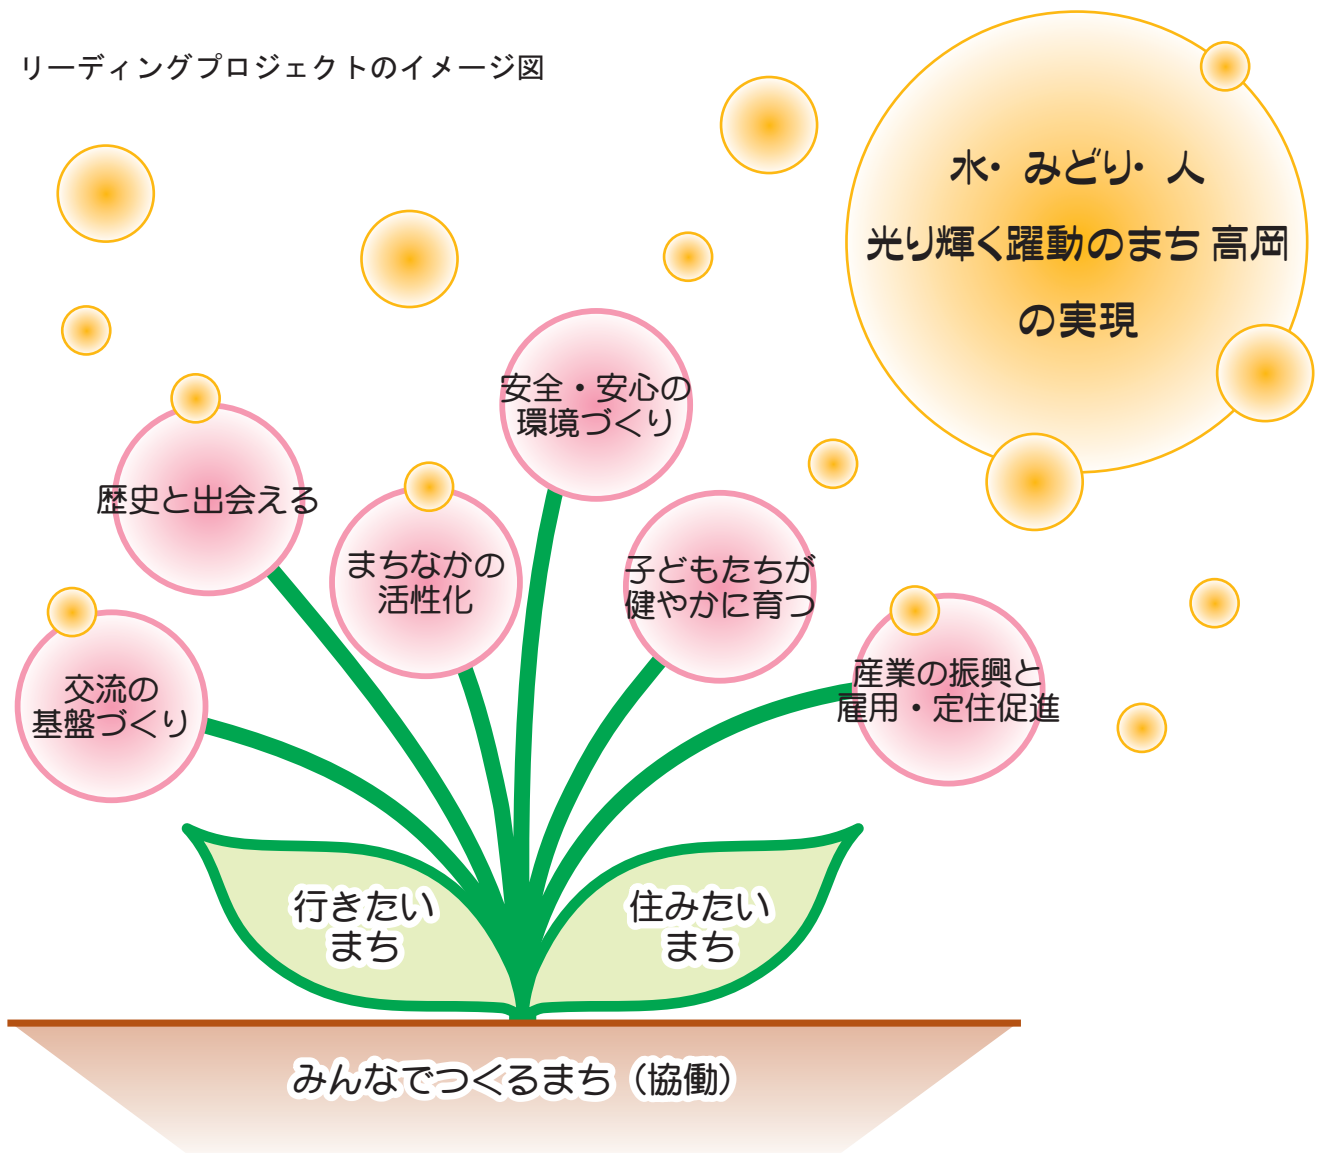 リーディングプロジェクトのイメージ図
水・みどり・人
光り輝く躍動のまち 高岡
の実現
安全・安心の
環境づくり
歴史と出会える
まちなかの
活性化
子どもたちが
健やかに育つ
交流の
基盤づくり
産業の振興と
雇用・定住促進
行きたい
まち
住みたい
まち
みんなでつくるまち（協働）